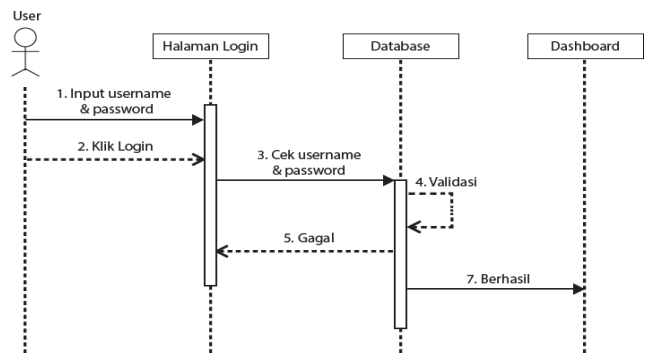 User
Halaman Login
Database
Dashboard
1. Input username
& password
2. Klik Login
3. Cek username
& password
4. Validasi
5. Gagal
7. Berhasil